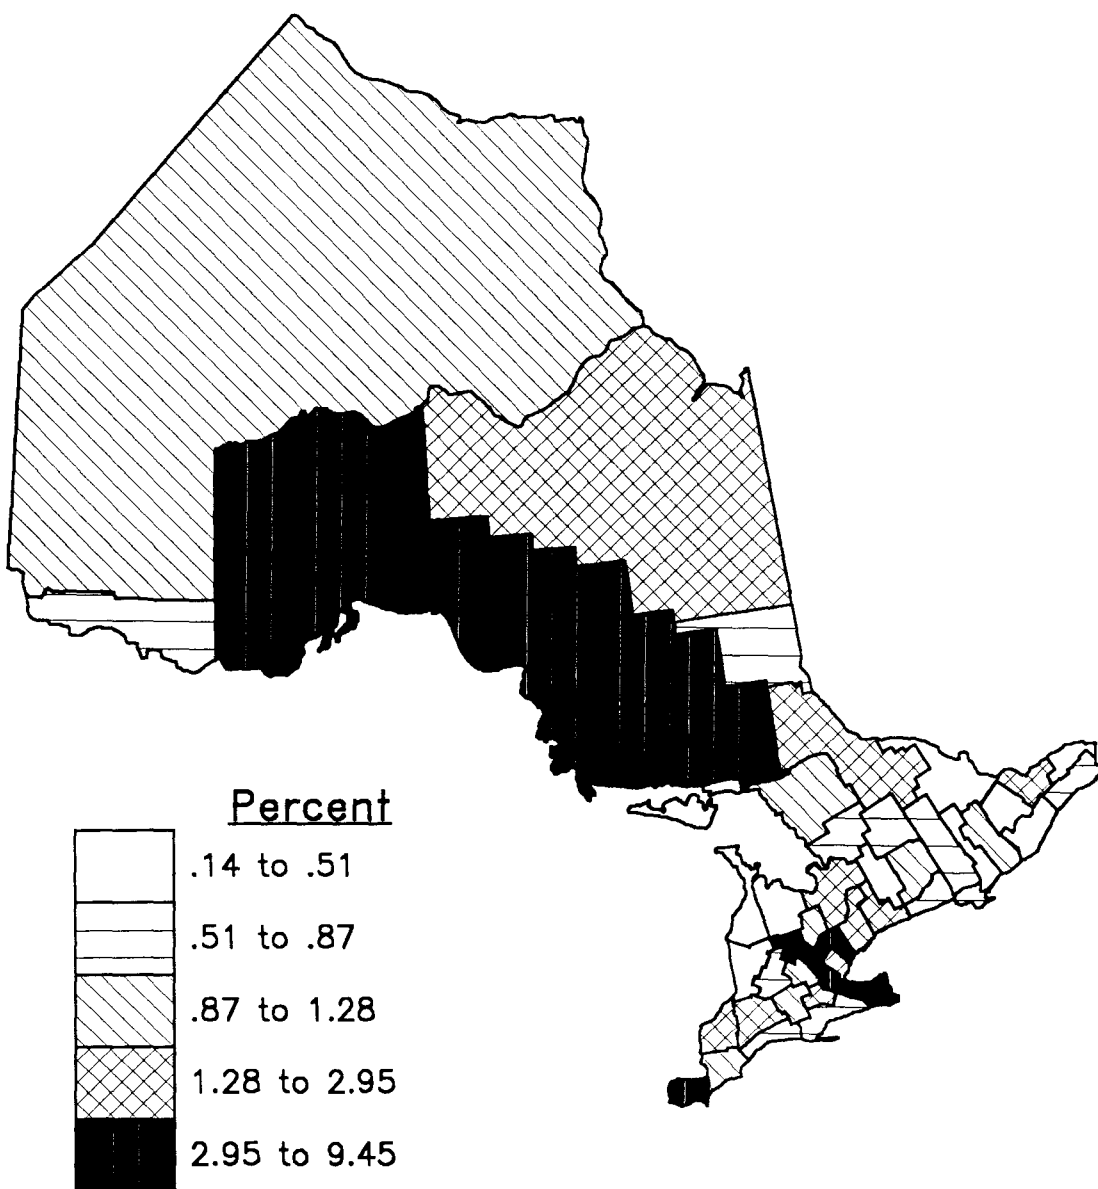 Percent
.14 to .51
.51 to .87
.87 to 1.28
1.28 to 2.95
2.95 to 9.45